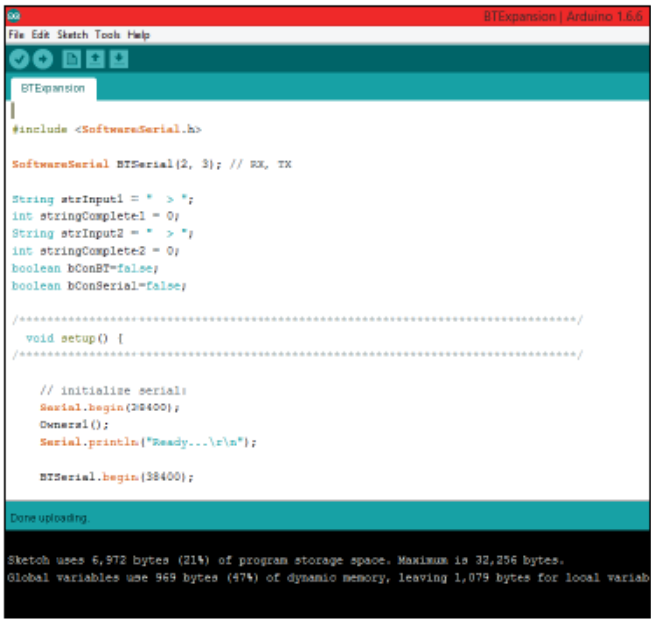 BTExpansion | Arduino 1.6.6
File Edit Sketch Tools Help
BTExpansion
#include <SoftwareSerial.h>
SoftwareSerial BTSerial(2, 3); // RX, TX
String strInput1 = "  > ";
int stringComplete1 = 0;
String strInput2 = "  > ";
int stringComplete2 = 0;
boolean bConBT=false;
boolean bConSerial=false;
/******************************************************************************/
void setup() {
/******************************************************************************/
// initialize serial:
Serial.begin(38400);
Owners1();
Serial.println("Ready...\r\n");
BTSerial.begin(38400);
Done uploading.
Sketch uses 6,972 bytes (21%) of program storage space. Maximum is 32,256 bytes.
Global variables use 969 bytes (47%) of dynamic memory, leaving 1,079 bytes for local variab